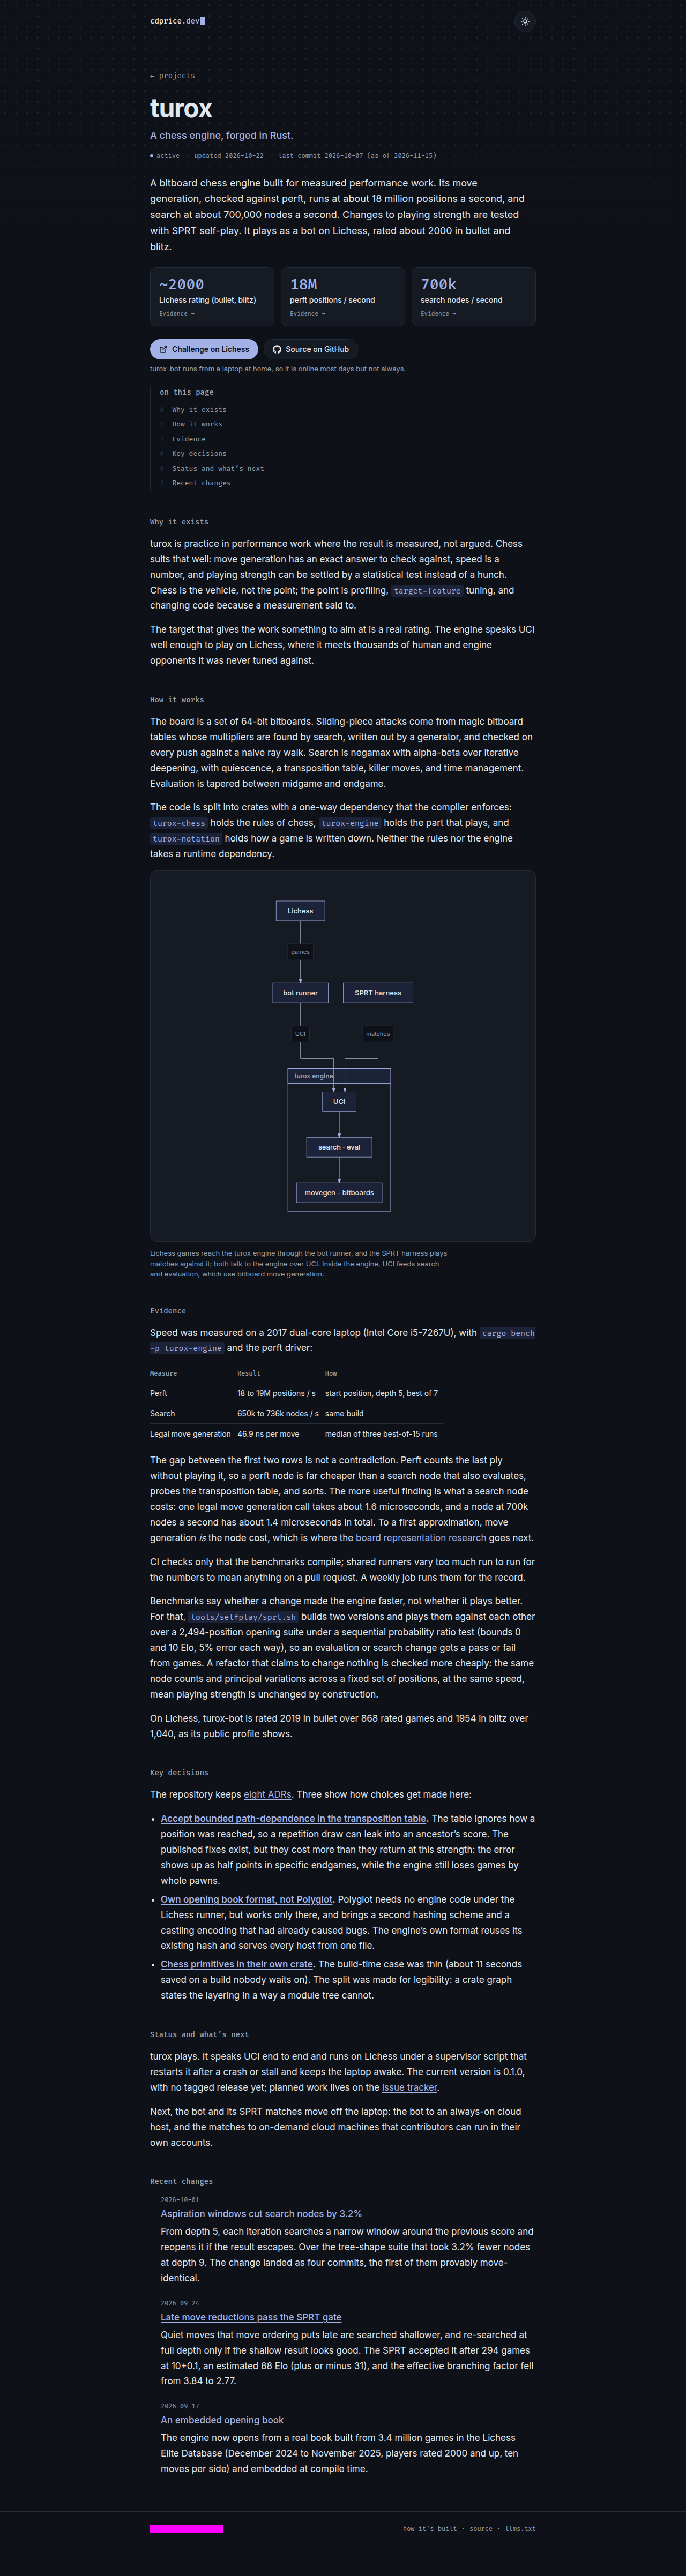 cdprice.dev
← projects
turox
A chess engine, forged in Rust.
active · updated 2026-10-22 · last commit 2026-10-07 (as of 2026-11-15)
A bitboard chess engine built for measured performance work. Its move
generation, checked against perft, runs at about 18 million positions a second, and
search at about 700,000 nodes a second. Changes to playing strength are tested
with SPRT self-play. It plays as a bot on Lichess, rated about 2000 in bullet and
blitz.
~2000
Lichess rating (bullet, blitz)
Evidence →
18M
perft positions / second
Evidence →
700k
search nodes / second
Evidence →
Challenge on Lichess
Source on GitHub
turox-bot runs from a laptop at home, so it is online most days but not always.
on this page
# Why it exists
# How it works
# Evidence
# Key decisions
# Status and what's next
# Recent changes
Why it exists
turox is practice in performance work where the result is measured, not argued. Chess
suits that well: move generation has an exact answer to check against, speed is a
number, and playing strength can be settled by a statistical test instead of a hunch.
Chess is the vehicle, not the point; the point is profiling, target-feature tuning, and
changing code because a measurement said to.
The target that gives the work something to aim at is a real rating. The engine speaks UCI
well enough to play on Lichess, where it meets thousands of human and engine
opponents it was never tuned against.
How it works
The board is a set of 64-bit bitboards. Sliding-piece attacks come from magic bitboard
tables whose multipliers are found by search, written out by a generator, and checked on
every push against a naive ray walk. Search is negamax with alpha-beta over iterative
deepening, with quiescence, a transposition table, killer moves, and time management.
Evaluation is tapered between midgame and endgame.
The code is split into crates with a one-way dependency that the compiler enforces:
turox-chess holds the rules of chess, turox-engine holds the part that plays, and
turox-notation holds how a game is written down. Neither the rules nor the engine
takes a runtime dependency.
Lichess
games
bot runner
SPRT harness
UCI
matches
turox engine
UCI
search · eval
movegen · bitboards
Lichess games reach the turox engine through the bot runner, and the SPRT harness plays
matches against it; both talk to the engine over UCI. Inside the engine, UCI feeds search
and evaluation, which use bitboard move generation.
Evidence
Speed was measured on a 2017 dual-core laptop (Intel Core i5-7267U), with cargo bench
-p turox-engine and the perft driver:
Measure Result How
Perft 18 to 19M positions / s start position, depth 5, best of 7
Search 650k to 736k nodes / s same build
Legal move generation 46.9 ns per move median of three best-of-15 runs
The gap between the first two rows is not a contradiction. Perft counts the last ply
without playing it, so a perft node is far cheaper than a search node that also evaluates,
probes the transposition table, and sorts. The more useful finding is what a search node
costs: one legal move generation call takes about 1.6 microseconds, and a node at 700k
nodes a second has about 1.4 microseconds in total. To a first approximation, move
generation is the node cost, which is where the board representation research goes next.
CI checks only that the benchmarks compile; shared runners vary too much run to run for
the numbers to mean anything on a pull request. A weekly job runs them for the record.
Benchmarks say whether a change made the engine faster, not whether it plays better.
For that, tools/selfplay/sprt.sh builds two versions and plays them against each other
over a 2,494-position opening suite under a sequential probability ratio test (bounds 0
and 10 Elo, 5% error each way), so an evaluation or search change gets a pass or fail
from games. A refactor that claims to change nothing is checked more cheaply: the same
node counts and principal variations across a fixed set of positions, at the same speed,
mean playing strength is unchanged by construction.
On Lichess, turox-bot is rated 2019 in bullet over 868 rated games and 1954 in blitz over
1,040, as its public profile shows.
Key decisions
The repository keeps eight ADRs. Three show how choices get made here:
• Accept bounded path-dependence in the transposition table. The table ignores how a
position was reached, so a repetition draw can leak into an ancestor's score. The
published fixes exist, but they cost more than they return at this strength: the error
shows up as half points in specific endgames, while the engine still loses games by
whole pawns.
• Own opening book format, not Polyglot. Polyglot needs no engine code under the
Lichess runner, but works only there, and brings a second hashing scheme and a
castling encoding that had already caused bugs. The engine's own format reuses its
existing hash and serves every host from one file.
• Chess primitives in their own crate. The build-time case was thin (about 11 seconds
saved on a build nobody waits on). The split was made for legibility: a crate graph
states the layering in a way a module tree cannot.
Status and what's next
turox plays. It speaks UCI end to end and runs on Lichess under a supervisor script that
restarts it after a crash or stall and keeps the laptop awake. The current version is 0.1.0,
with no tagged release yet; planned work lives on the issue tracker.
Next, the bot and its SPRT matches move off the laptop: the bot to an always-on cloud
host, and the matches to on-demand cloud machines that contributors can run in their
own accounts.
Recent changes
2026-10-01
Aspiration windows cut search nodes by 3.2%
From depth 5, each iteration searches a narrow window around the previous score and
reopens it if the result escapes. Over the tree-shape suite that took 3.2% fewer nodes
at depth 9. The change landed as four commits, the first of them provably move-
identical.
2026-09-24
Late move reductions pass the SPRT gate
Quiet moves that move ordering puts late are searched shallower, and re-searched at
full depth only if the shallow result looks good. The SPRT accepted it after 294 games
at 10+0.1, an estimated 88 Elo (plus or minus 31), and the effective branching factor fell
from 3.84 to 2.77.
2026-09-17
An embedded opening book
The engine now opens from a real book built from 3.4 million games in the Lichess
Elite Database (December 2024 to November 2025, players rated 2000 and up, ten
moves per side) and embedded at compile time.
how it's built · source · llms.txt